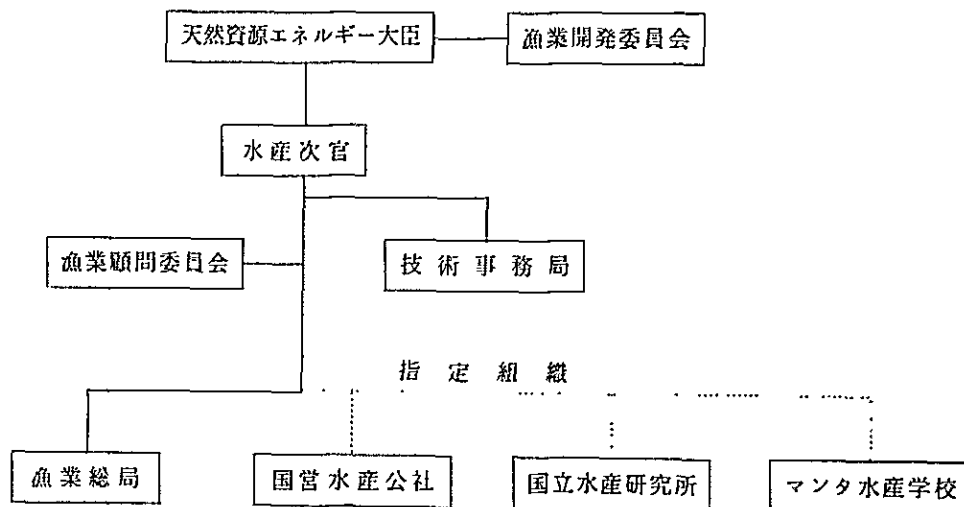 天然資源エネルギー大臣
漁業開発委員会
水産次官
漁業顧問委員会
技術事務局
指定組織
漁業総局
国営水産公社
国立水産研究所
マンタ水産学校